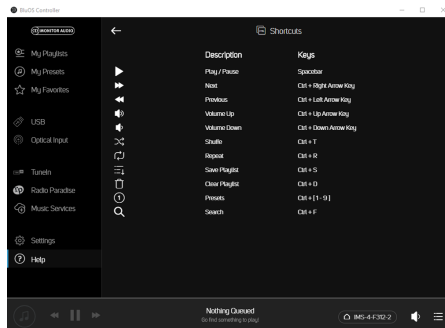 BluOS Controller
MONITOR AUDIO
Shortcuts
My Playlists
My Presets
My Favorites
USB
Optical Input
TuneIn
Radio Paradise
Music Services
Settings
Help
Description Keys
Play / Pause Spacebar
Next Ctrl + Right Arrow Key
Previous Ctrl + Left Arrow Key
Volume Up Ctrl + Up Arrow Key
Volume Down Ctrl + Down Arrow Key
Shuffle Ctrl + T
Repeat Ctrl + R
Save Playlist Ctrl + S
Clear Playlist Ctrl + D
1 Presets Ctrl + [ 1 - 9 ]
Search Ctrl + F
Nothing Queued
Go find something to play!
IMS-4-F312-2